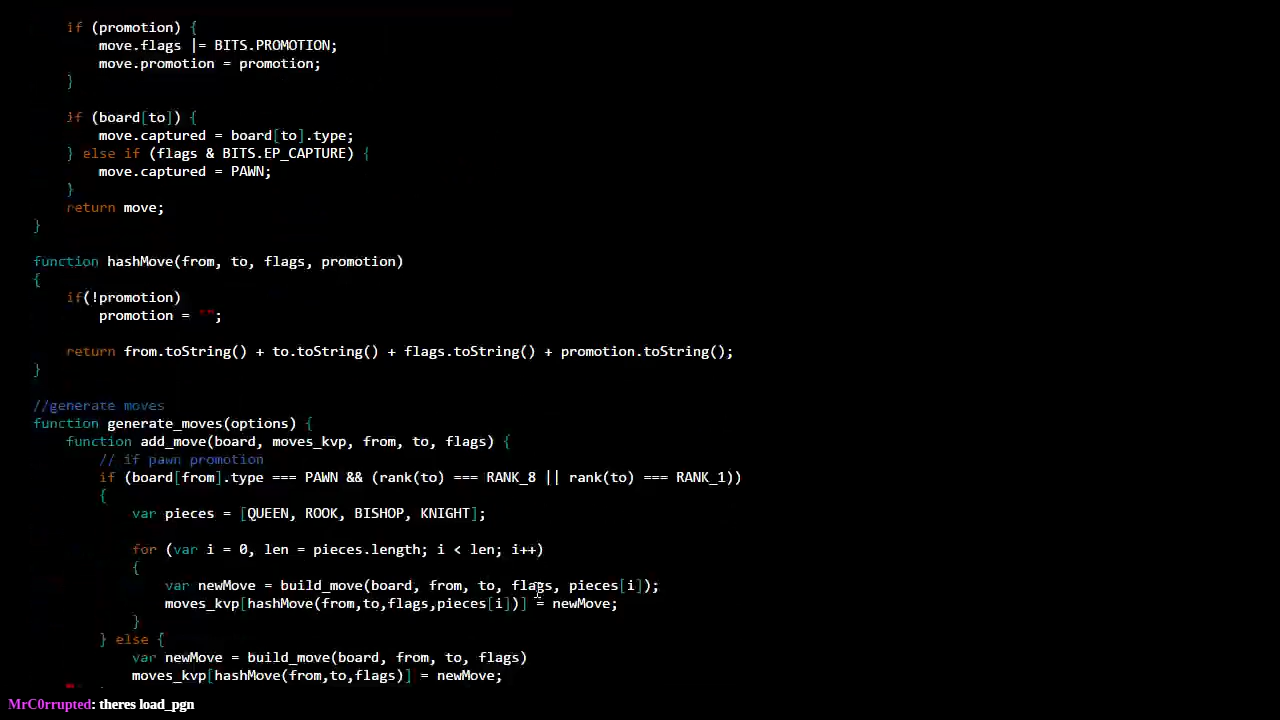 if (promotion) {
move.flags |= BITS.PROMOTION;
move.promotion = promotion;
}
if (board[to]) {
move.captured = board[to].type;
} else if (flags & BITS.EP_CAPTURE) {
move.captured = PAWN;
}
return move;
}
function hashMove(from, to, flags, promotion)
{
if(!promotion)
promotion = "";
return from.toString() + to.toString() + flags.toString() + promotion.toString();
}
//generate moves
function generate_moves(options) {
function add_move(board, moves_kvp, from, to, flags) {
// if pawn promotion
if (board[from].type === PAWN && (rank(to) === RANK_8 || rank(to) === RANK_1))
{
var pieces = [QUEEN, ROOK, BISHOP, KNIGHT];
for (var i = 0, len = pieces.length; i < len; i++)
{
var newMove = build_move(board, from, to, flags, pieces[i]);
moves_kvp[hashMove(from,to,flags,pieces[i])] = newMove;
}
} else {
var newMove = build_move(board, from, to, flags)
moves_kvp[hashMove(from,to,flags)] = newMove;
MrC0rrupted: theres load_pgn